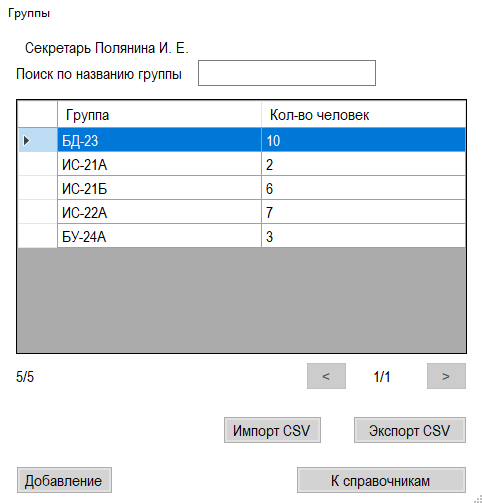 Группы
Секретарь Полянина И. Е.
Поиск по названию группы
Группа Кол-во человек
БД-23 10
ИС-21А 2
ИС-21Б 6
ИС-22А 7
БУ-24А 3
5/5 < 1/1 >
Импорт CSV Экспорт CSV
Добавление К справочникам